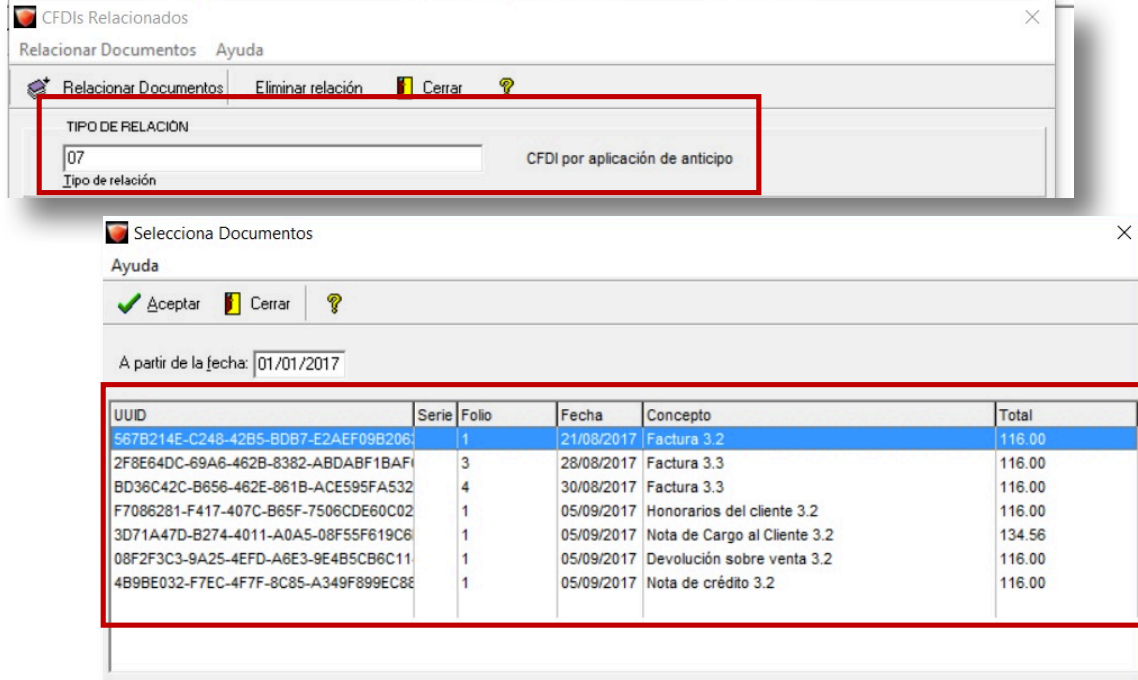 CFDIs Relacionados
Relacionar Documentos Ayuda
Relacionar Documentos Eliminar relación Cerrar
TIPO DE RELACIÓN
07 CFDI por aplicación de anticipo
Tipo de relación
Selecciona Documentos
Ayuda
Aceptar Cerrar
A partir de la fecha: 01/01/2017
UUID Serie Folio Fecha Concepto Total
567B214E-C248-42B5-BDB7-E2AEF09B206 1 21/08/2017 Factura 3.2 116.00
2F8E64DC-69A6-462B-8382-ABDABF1BAF 3 28/08/2017 Factura 3.3 116.00
BD36C42C-B656-462E-861B-ACE595FA532 4 30/08/2017 Factura 3.3 116.00
F7086281-F417-407C-B65F-7506CDE60C02 1 05/09/2017 Honorarios del cliente 3.2 116.00
3D71A47D-B274-4011-A0A5-08F55F619C6 1 05/09/2017 Nota de Cargo al Cliente 3.2 134.56
08F2F3C3-9A25-4EFD-A6E3-9E4B5CB6C11 1 05/09/2017 Devolución sobre venta 3.2 116.00
4B9BE032-F7EC-4F7F-8C85-A349F899EC88 1 05/09/2017 Nota de crédito 3.2 116.00